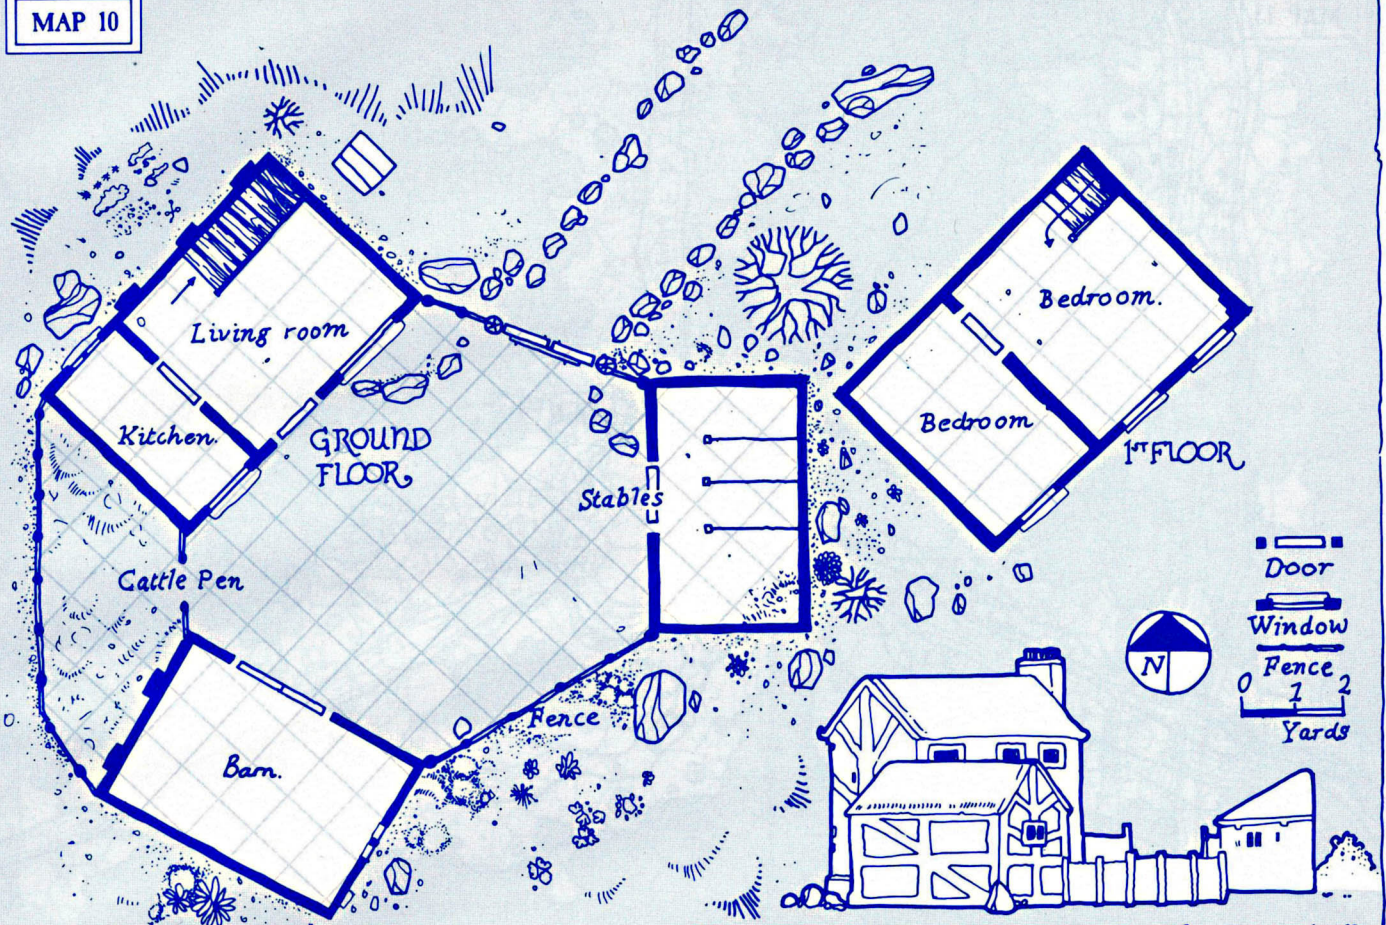 MAP 10
Living room
Kitchen.
GROUND
FLOOR
Stables
Cattle Pen
Barn.
Fence
Bedroom.
Bedroom
1ST FLOOR
Door
Window
Fence
N
0 1 2
Yards